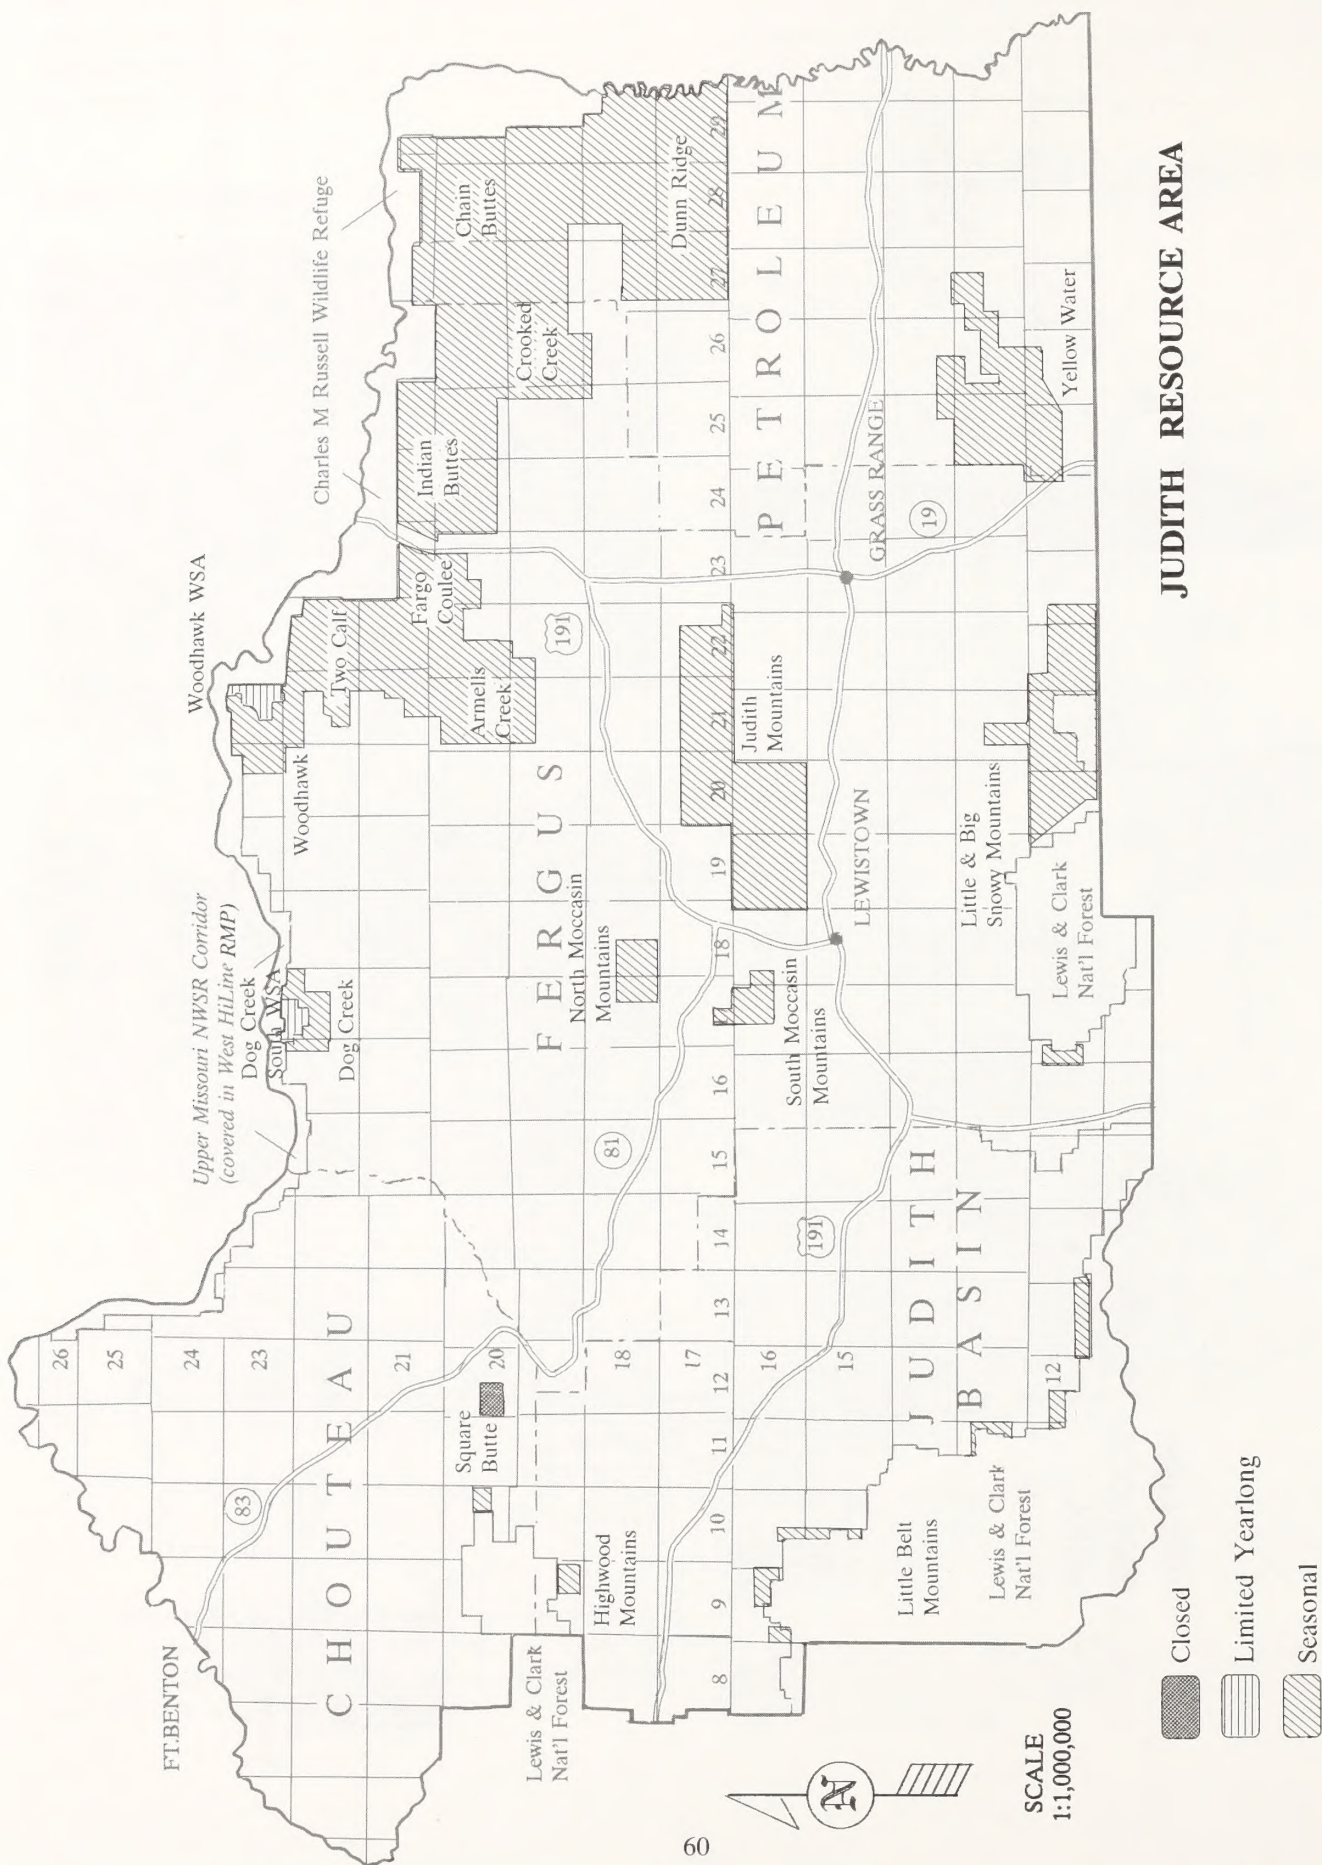 Upper Missouri NWSR Corridor
(covered in West HiLine RMP)
Woodhawk WSA
Charles M Russell Wildlife Refuge
FT.BENTON
83
CHOUTEAU
26
25
24
23
21
20
18
17
16
15
12
Square
Butte
Dog Creek
South WSA
Dog Creek
Woodhawk
Two Calf
Fargo
Coulee
Armells
Creek
Indian
Buttes
Crooked
Creek
Chain
Buttes
Dunn Ridge
FERGUS
191
81
North Moccasin
Mountains
Lewis & Clark
Nat'l Forest
Highwood
Mountains
8
9
10
11
12
13
14
15
16
18
19
20
21
22
23
24
25
26
27
28
29
South Moccasin
Mountains
Judith
Mountains
PETROLEUM
191
LEWISTOWN
GRASS RANGE
19
JUDITH
BASIN
Little Belt
Mountains
Lewis & Clark
Nat'l Forest
Little & Big
Snowy Mountains
Lewis & Clark
Nat'l Forest
Yellow Water
N
SCALE
1:1,000,000
Closed
Limited Yearlong
Seasonal
JUDITH RESOURCE AREA
60